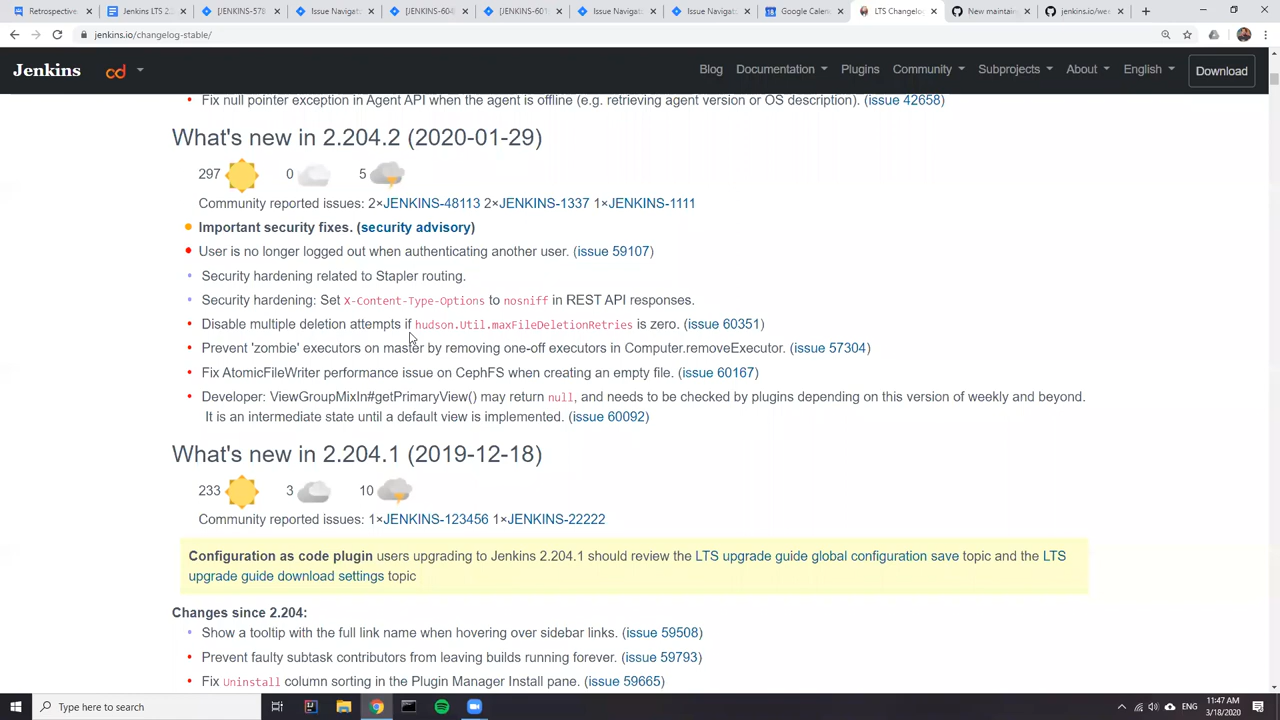 Retrospective
Jenkins LTS 2.
[JENKINS-578
Issue Navigat
[JENKINS-604
[JENKINS-601
Issue Navigat
Issue Navigat
Google Calen
LTS Changelog
New maintain
jenkins.io/wee
jenkins.io/changelog-stable/
Jenkins
cd
Blog Documentation Plugins Community Subprojects About English Download
Fix null pointer exception in Agent API when the agent is offline (e.g. retrieving agent version or OS description). (issue 42658)
What's new in 2.204.2 (2020-01-29)
297 0 5
Community reported issues: 2×JENKINS-48113 2×JENKINS-1337 1×JENKINS-1111
Important security fixes. (security advisory)
User is no longer logged out when authenticating another user. (issue 59107)
Security hardening related to Stapler routing.
Security hardening: Set X-Content-Type-Options to nosniff in REST API responses.
Disable multiple deletion attempts if hudson.Util.maxFileDeletionRetries is zero. (issue 60351)
Prevent 'zombie' executors on master by removing one-off executors in Computer.removeExecutor. (issue 57304)
Fix AtomicFileWriter performance issue on CephFS when creating an empty file. (issue 60167)
Developer: ViewGroupMixIn#getPrimaryView() may return null, and needs to be checked by plugins depending on this version of weekly and beyond.
It is an intermediate state until a default view is implemented. (issue 60092)
What's new in 2.204.1 (2019-12-18)
233 3 10
Community reported issues: 1×JENKINS-123456 1×JENKINS-22222
Configuration as code plugin users upgrading to Jenkins 2.204.1 should review the LTS upgrade guide global configuration save topic and the LTS
upgrade guide download settings topic
Changes since 2.204:
Show a tooltip with the full link name when hovering over sidebar links. (issue 59508)
Prevent faulty subtask contributors from leaving builds running forever. (issue 59793)
Fix Uninstall column sorting in the Plugin Manager Install pane. (issue 59665)
Type here to search
ENG
11:47 AM
3/18/2020